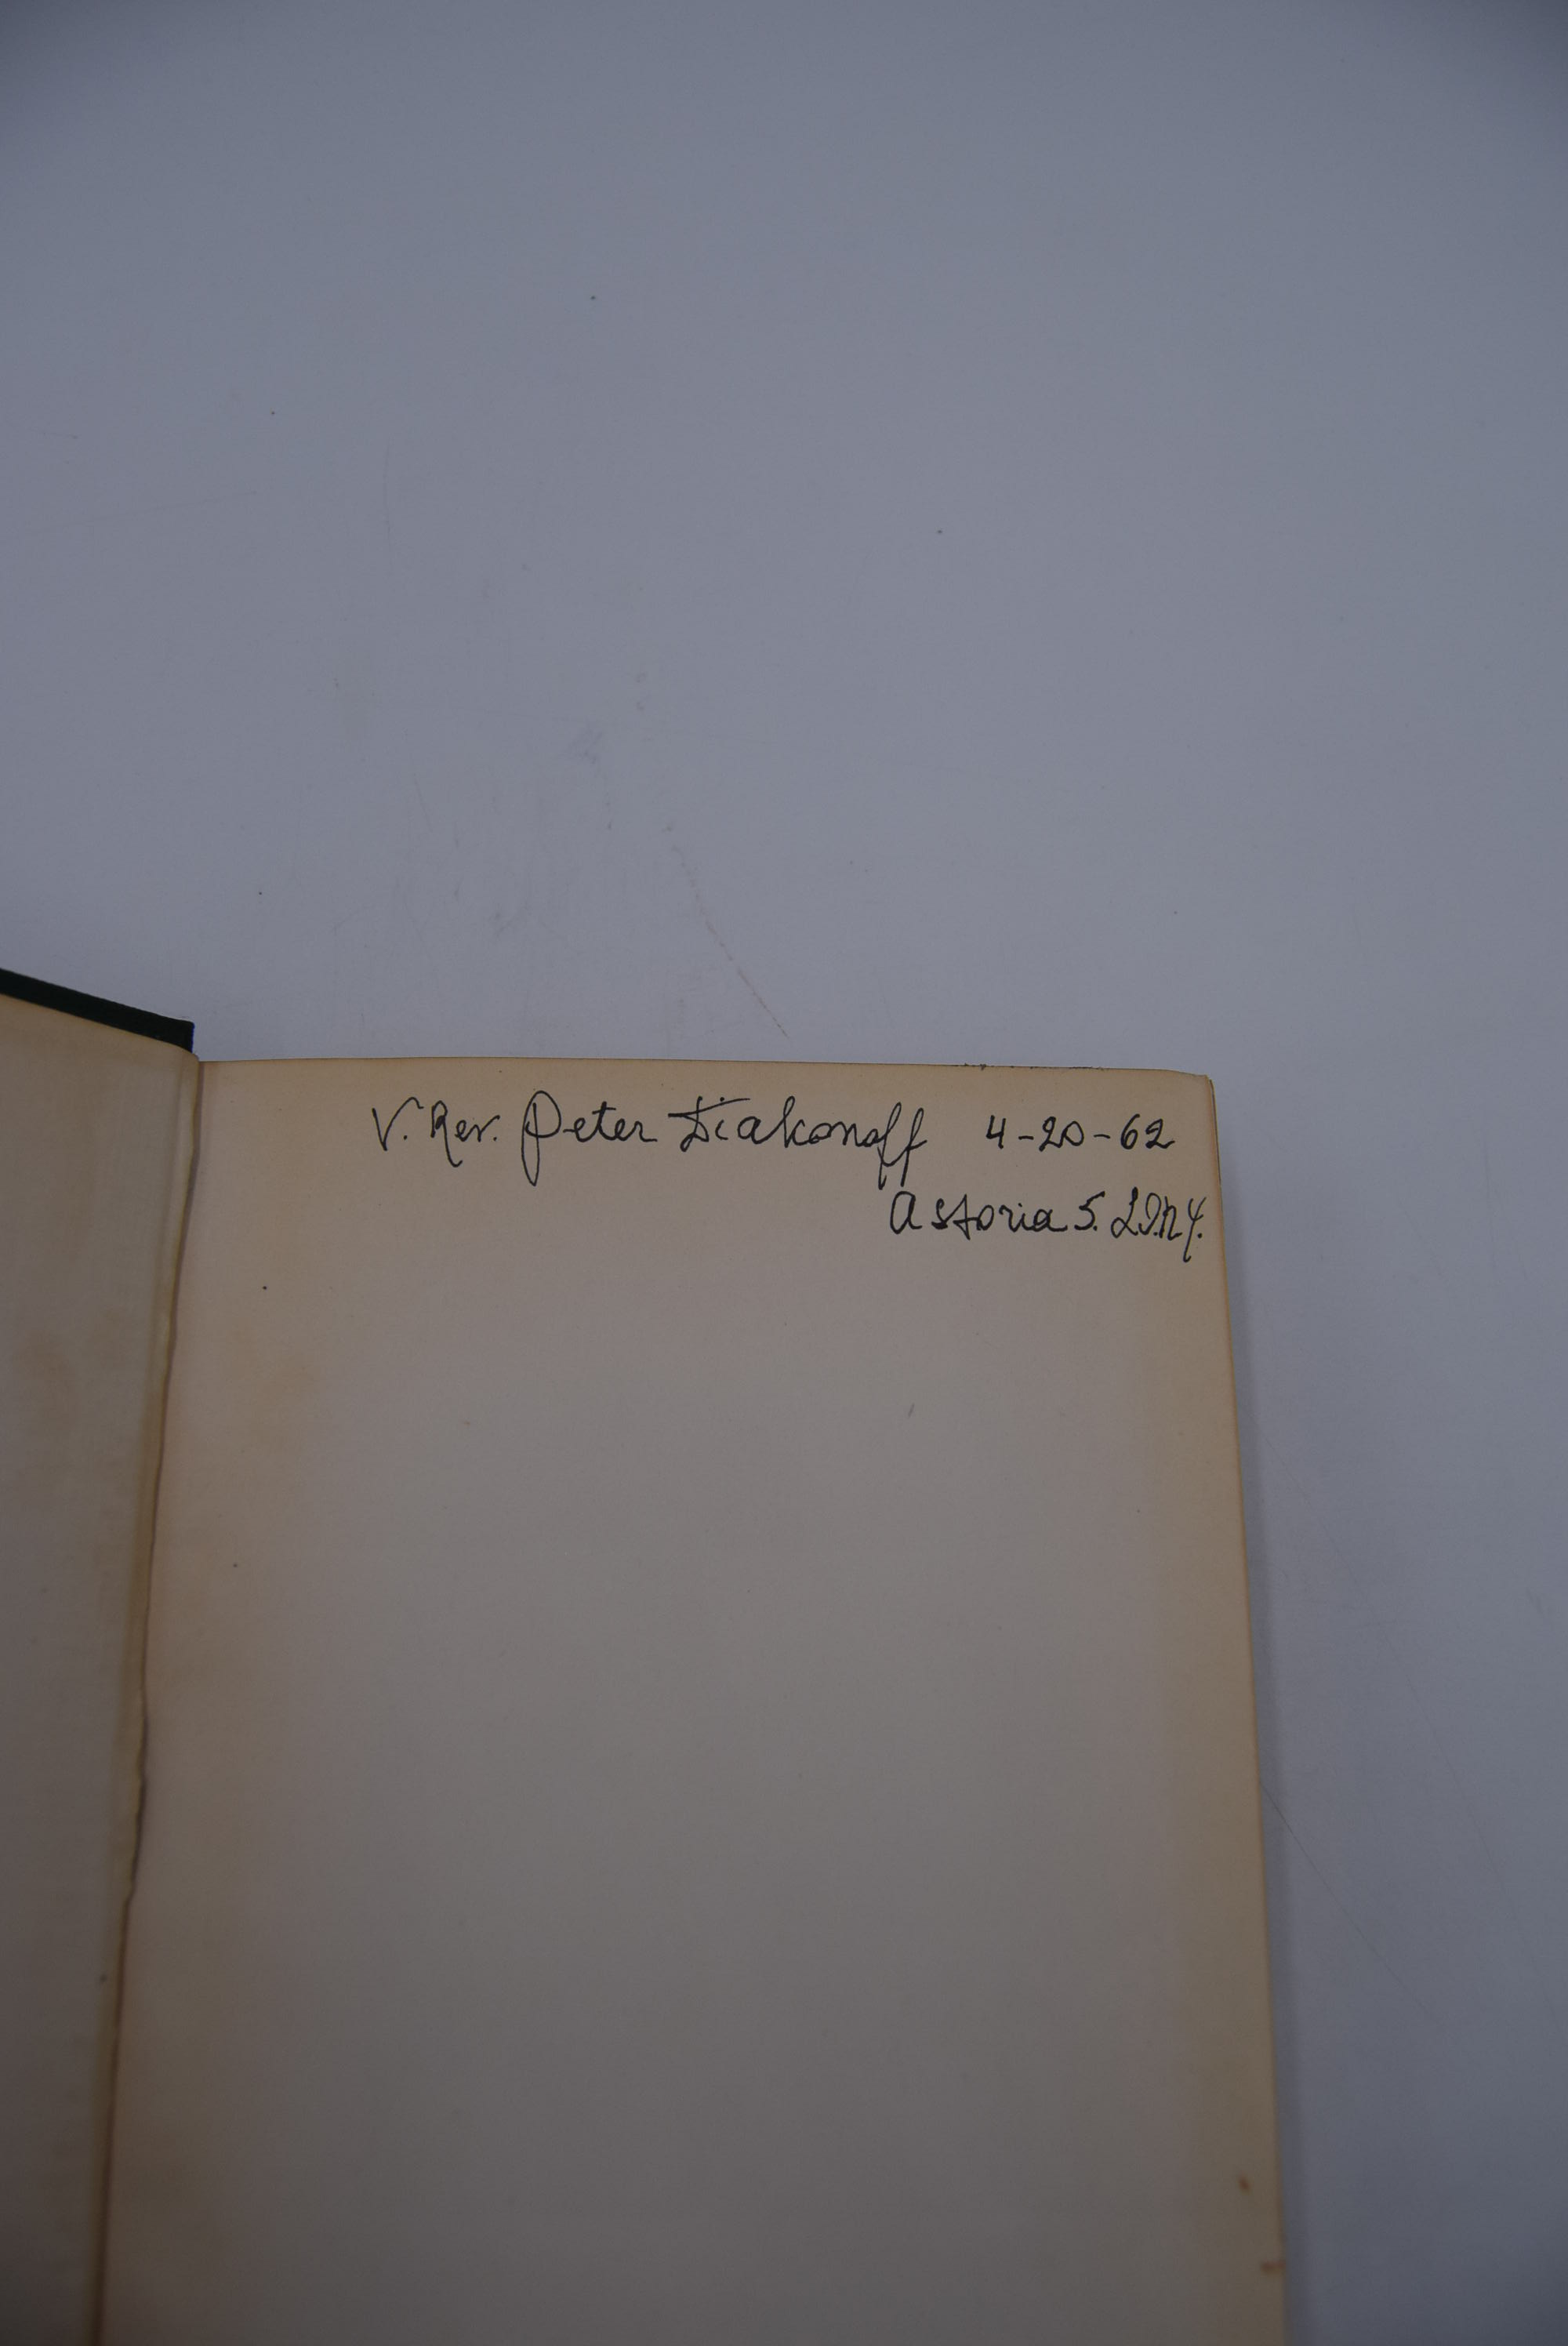 V. Rev. Peter Diakonoff 4-20-62
Astoria 5. L.I.N.Y.